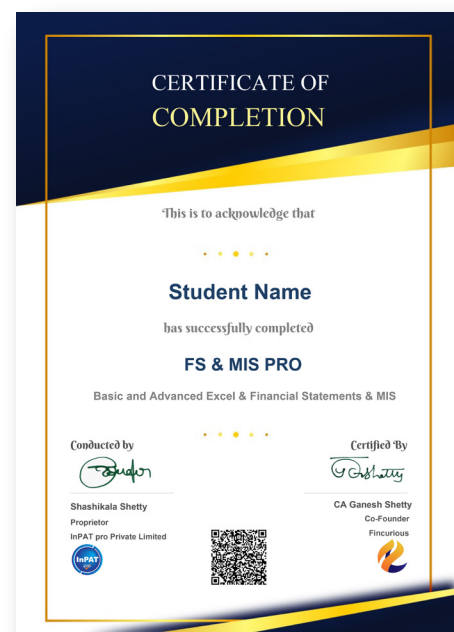 CERTIFICATE OF
COMPLETION
This is to acknowledge that
Student Name
has successfully completed
FS & MIS PRO
Basic and Advanced Excel & Financial Statements & MIS
Conducted by
Shashikala Shetty
Proprietor
InPAT pro Private Limited
InPAT
Certified By
CA Ganesh Shetty
Co-Founder
Fincurious